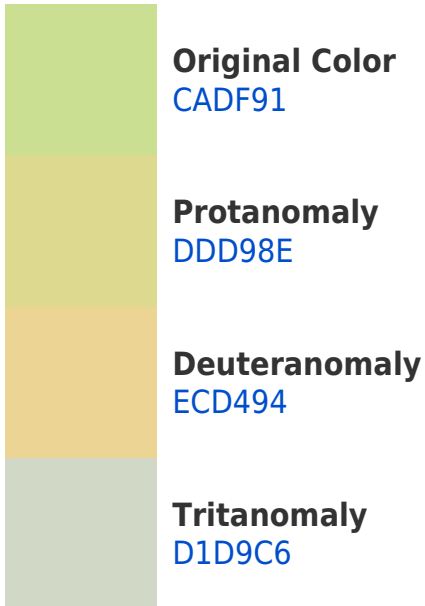 Original Color
CADF91
Protanomaly
DDD98E
Deuteranomaly
ECD494
Tritanomaly
D1D9C6